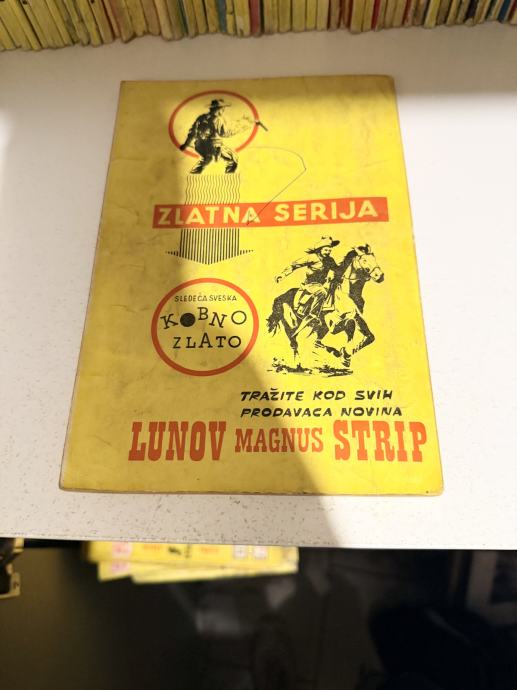 ZLATNA SERIJA
SLEDEĆA SVESKA
KOBNO
ZLATO
TRAŽITE KOD SVIH
PRODAVACA NOVINA
LUNOV MAGNUS STRIP